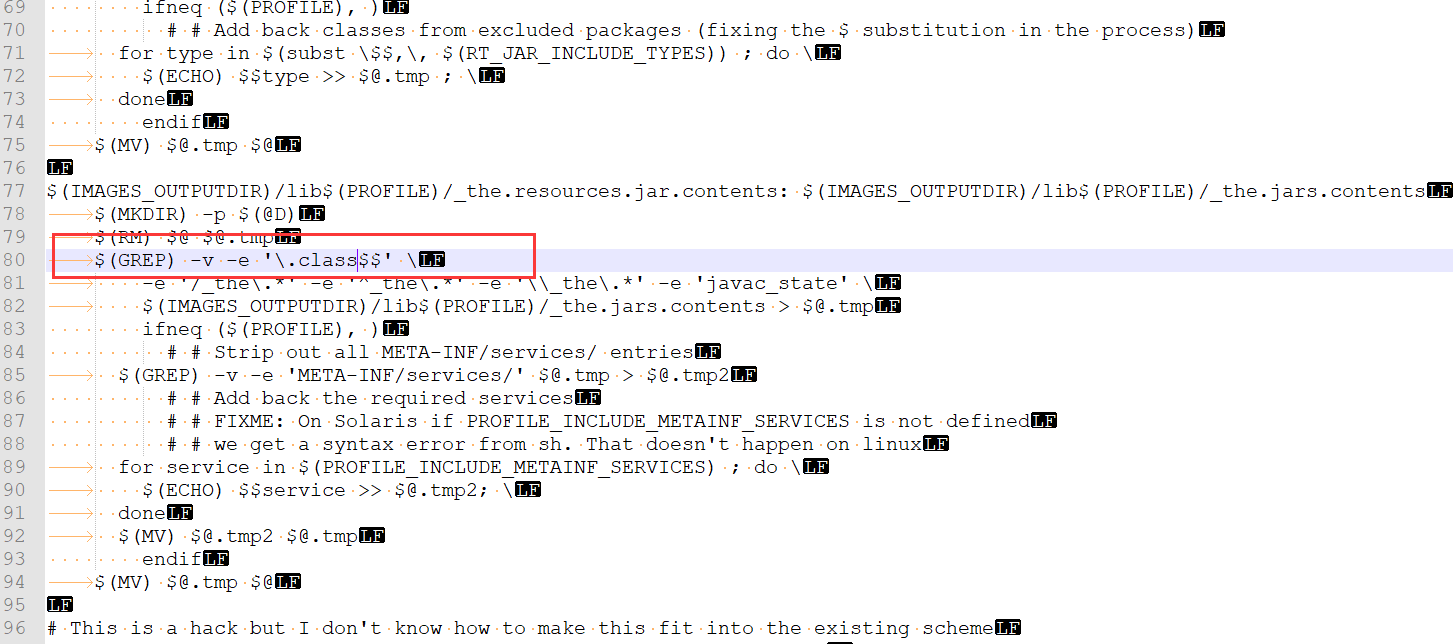 69 ifneq ($(PROFILE), )LF
70 # # Add back classes from excluded packages (fixing the $ substitution in the process)LF
71 for type in $(subst \$$,\, $(RT_JAR_INCLUDE_TYPES)) ; do \LF
72 $(ECHO) $$type >> $@.tmp ; \LF
73 doneLF
74 endifLF
75 $(MV) $@.tmp $@LF
76 LF
77 $(IMAGES_OUTPUTDIR)/lib$(PROFILE)/_the.resources.jar.contents: $(IMAGES_OUTPUTDIR)/lib$(PROFILE)/_the.jars.contentsLF
78 $(MKDIR) -p $(@D)LF
79 $(RM) $@ $@.tmpLF
80 $(GREP) -v -e '\.class$$' \LF
81 -e '/_the\.*' -e '^_the\.*' -e '\\_the\.*' -e 'javac_state' \LF
82 $(IMAGES_OUTPUTDIR)/lib$(PROFILE)/_the.jars.contents > $@.tmpLF
83 ifneq ($(PROFILE), )LF
84 # # Strip out all META-INF/services/ entriesLF
85 $(GREP) -v -e 'META-INF/services/' $@.tmp > $@.tmp2LF
86 # # Add back the required servicesLF
87 # # FIXME: On Solaris if PROFILE_INCLUDE_METAINF_SERVICES is not definedLF
88 # # we get a syntax error from sh. That doesn't happen on linuxLF
89 for service in $(PROFILE_INCLUDE_METAINF_SERVICES) ; do \LF
90 $(ECHO) $$service >> $@.tmp2; \LF
91 doneLF
92 $(MV) $@.tmp2 $@.tmpLF
93 endifLF
94 $(MV) $@.tmp $@LF
95 LF
96 # This is a hack but I don't know how to make this fit into the existing schemeLF